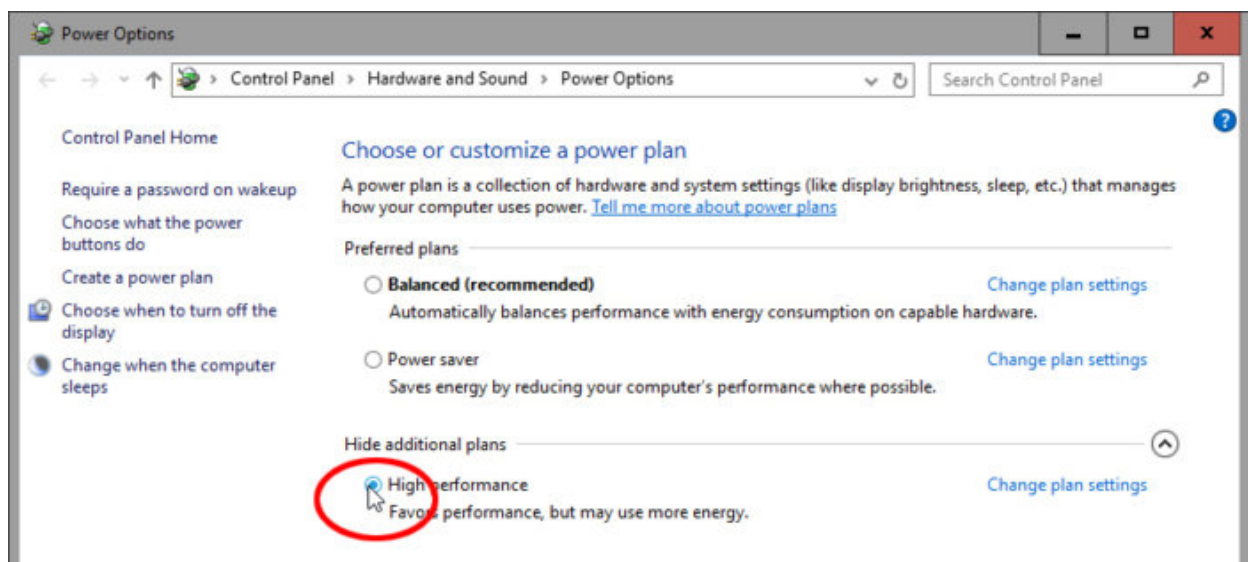 Power Options
Control Panel > Hardware and Sound > Power Options
Search Control Panel
Control Panel Home
Require a password on wakeup
Choose what the power
buttons do
Create a power plan
Choose when to turn off the
display
Change when the computer
sleeps
Choose or customize a power plan
A power plan is a collection of hardware and system settings (like display brightness, sleep, etc.) that manages
how your computer uses power. Tell me more about power plans
Preferred plans
Balanced (recommended)
Change plan settings
Automatically balances performance with energy consumption on capable hardware.
Power saver
Change plan settings
Saves energy by reducing your computer's performance where possible.
Hide additional plans
High performance
Change plan settings
Favors performance, but may use more energy.